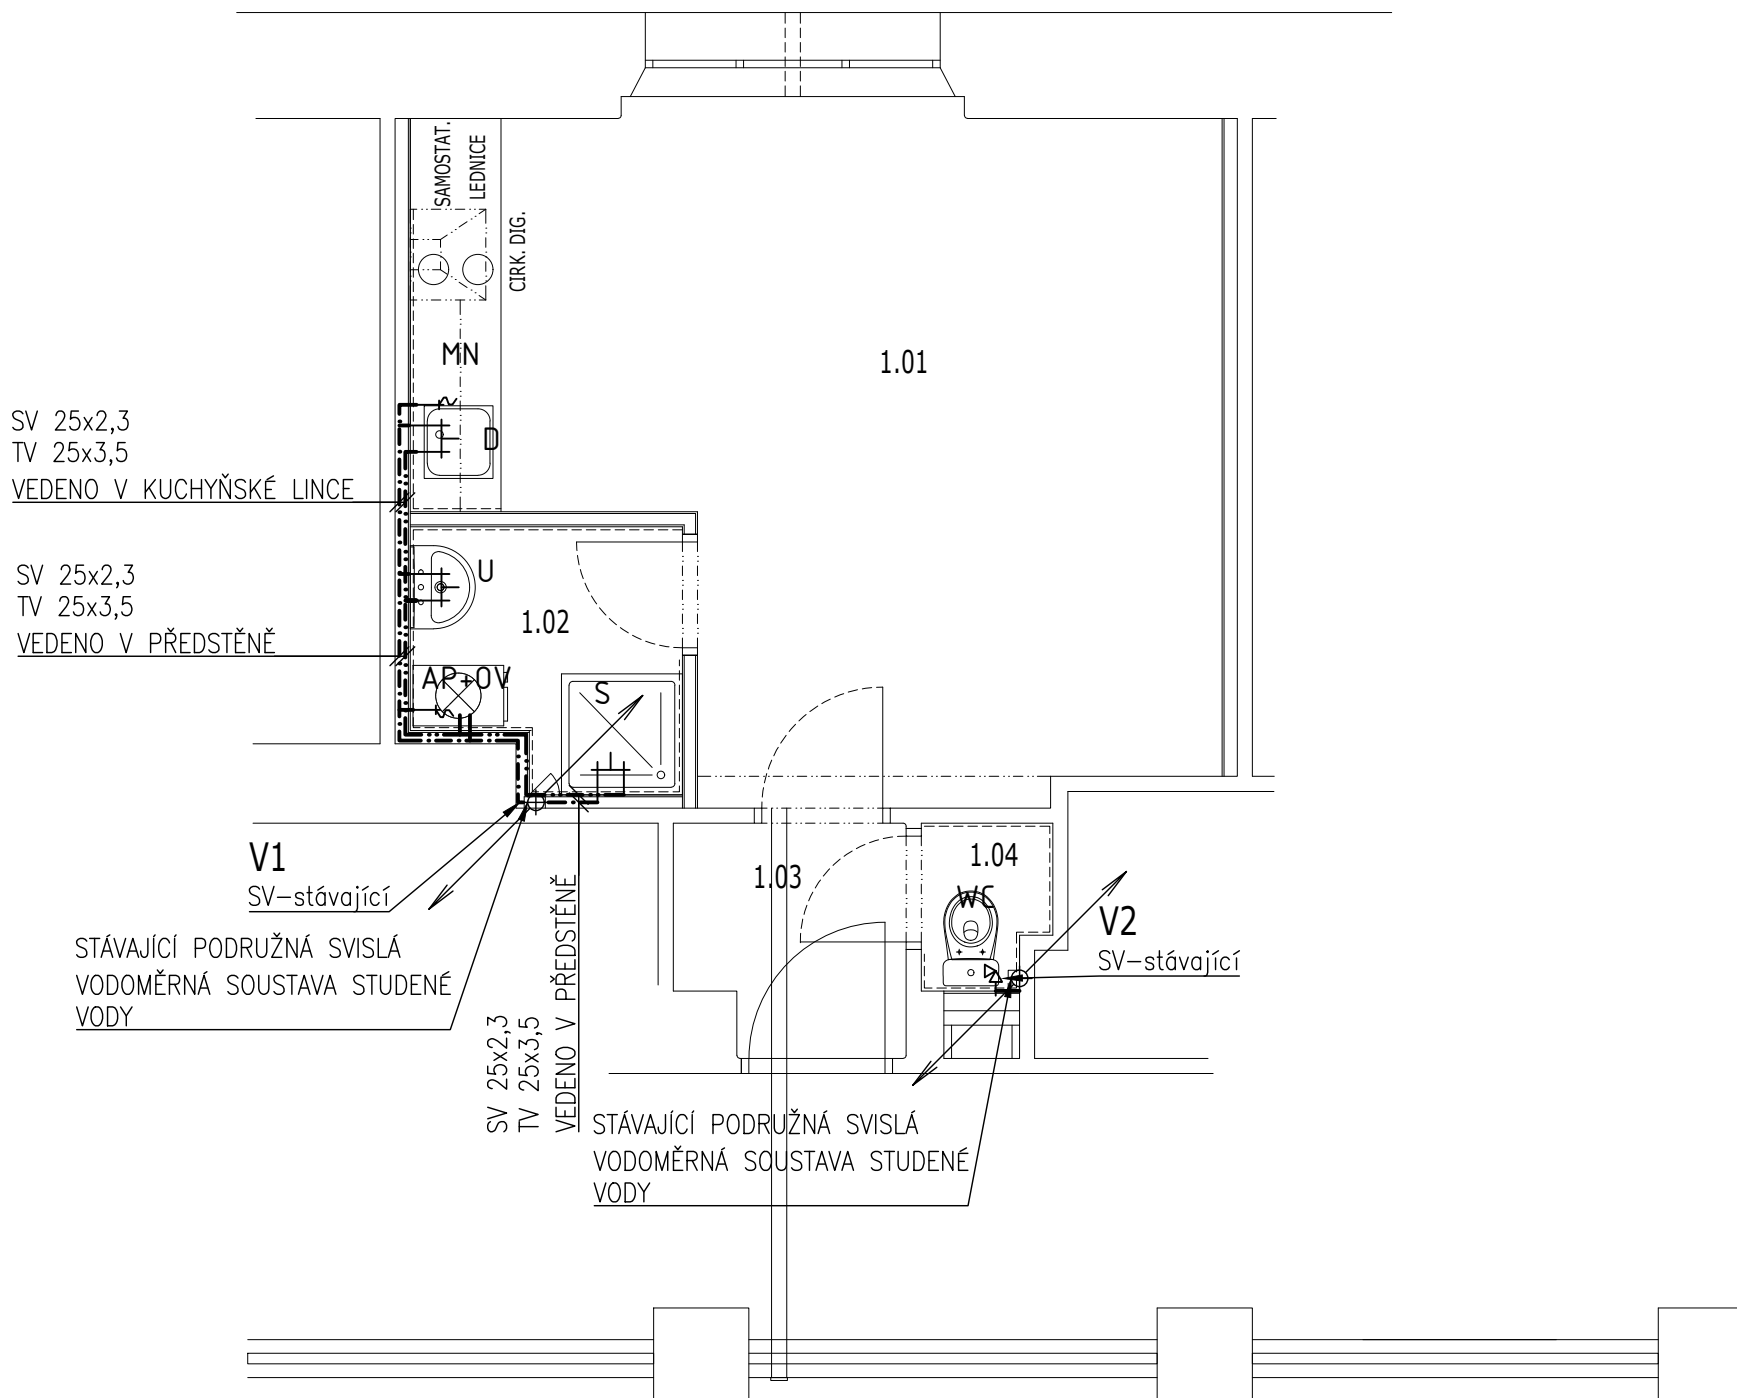 SAMOSTAT.
LEDNICE
CIRK. DIG.
MN
1.01
SV 25x2,3
TV 25x3,5
VEDENO V KUCHYŇSKÉ LINCE
D
SV 25x2,3
TV 25x3,5
VEDENO V PŘEDSTĚNĚ
U
1.02
AP+OV
S
V1
SV-stávající
STÁVAJÍCÍ PODRUŽNÁ SVISLÁ
VODOMĚRNÁ SOUSTAVA STUDENÉ
VODY
SV 25x2,3
TV 25x3,5
VEDENO V PŘEDSTĚNĚ
1.03
1.04
WC
V2
SV-stávající
STÁVAJÍCÍ PODRUŽNÁ SVISLÁ
VODOMĚRNÁ SOUSTAVA STUDENÉ
VODY